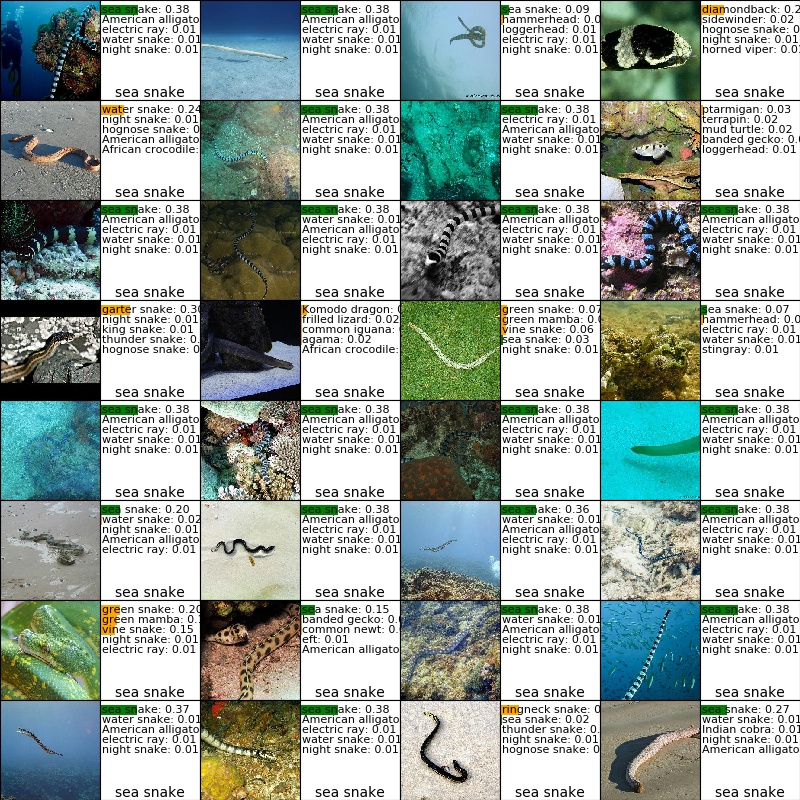 sea snake: 0.38
American alligato
electric ray: 0.01
water snake: 0.01
night snake: 0.01
sea snake
sea snake: 0.38
American alligato
electric ray: 0.01
water snake: 0.01
night snake: 0.01
sea snake
sea snake: 0.09
hammerhead: 0.0
loggerhead: 0.01
electric ray: 0.01
night snake: 0.01
sea snake
diamondback: 0.2
sidewinder: 0.02
hognose snake: 0
night snake: 0.01
horned viper: 0.01
sea snake
water snake: 0.24
night snake: 0.01
hognose snake: 0
American alligato
African crocodile:
sea snake
sea snake: 0.38
American alligato
electric ray: 0.01
water snake: 0.01
night snake: 0.01
sea snake
sea snake: 0.38
electric ray: 0.01
American alligato
water snake: 0.01
night snake: 0.01
sea snake
ptarmigan: 0.03
terrapin: 0.02
mud turtle: 0.02
banded gecko: 0.0
loggerhead: 0.01
sea snake
sea snake: 0.38
American alligato
electric ray: 0.01
water snake: 0.01
night snake: 0.01
sea snake
sea snake: 0.38
water snake: 0.01
American alligato
electric ray: 0.01
night snake: 0.01
sea snake
sea snake: 0.38
American alligato
electric ray: 0.01
water snake: 0.01
night snake: 0.01
sea snake
sea snake: 0.38
American alligato
electric ray: 0.01
water snake: 0.01
night snake: 0.01
sea snake
garter snake: 0.30
night snake: 0.01
king snake: 0.01
thunder snake: 0.
hognose snake: 0
sea snake
Komodo dragon: 
frilled lizard: 0.02
common iguana: 
agama: 0.02
African crocodile:
sea snake
green snake: 0.07
green mamba: 0.0
vine snake: 0.06
sea snake: 0.03
night snake: 0.01
sea snake
sea snake: 0.07
hammerhead: 0.0
electric ray: 0.01
water snake: 0.01
stingray: 0.01
sea snake
sea snake: 0.38
American alligato
electric ray: 0.01
water snake: 0.01
night snake: 0.01
sea snake
sea snake: 0.38
American alligato
electric ray: 0.01
water snake: 0.01
night snake: 0.01
sea snake
sea snake: 0.38
American alligato
electric ray: 0.01
water snake: 0.01
night snake: 0.01
sea snake
sea snake: 0.38
American alligato
electric ray: 0.01
water snake: 0.01
night snake: 0.01
sea snake
sea snake: 0.20
water snake: 0.02
night snake: 0.01
American alligato
electric ray: 0.01
sea snake
sea snake: 0.38
American alligato
electric ray: 0.01
water snake: 0.01
night snake: 0.01
sea snake
sea snake: 0.36
water snake: 0.01
American alligato
electric ray: 0.01
night snake: 0.01
sea snake
sea snake: 0.38
American alligato
electric ray: 0.01
water snake: 0.01
night snake: 0.01
sea snake
green snake: 0.20
green mamba: 0.
vine snake: 0.15
night snake: 0.01
electric ray: 0.01
sea snake
sea snake: 0.15
banded gecko: 0.0
common newt: 0.
eft: 0.01
American alligato
sea snake
sea snake: 0.38
water snake: 0.01
American alligato
electric ray: 0.01
night snake: 0.01
sea snake
sea snake: 0.38
American alligato
electric ray: 0.01
water snake: 0.01
night snake: 0.01
sea snake
sea snake: 0.37
water snake: 0.01
American alligato
electric ray: 0.01
night snake: 0.01
sea snake
sea snake: 0.38
American alligato
electric ray: 0.01
water snake: 0.01
night snake: 0.01
sea snake
ringneck snake: 0
sea snake: 0.02
thunder snake: 0.
night snake: 0.01
hognose snake: 0
sea snake
sea snake: 0.27
water snake: 0.01
Indian cobra: 0.01
night snake: 0.01
American alligato
sea snake